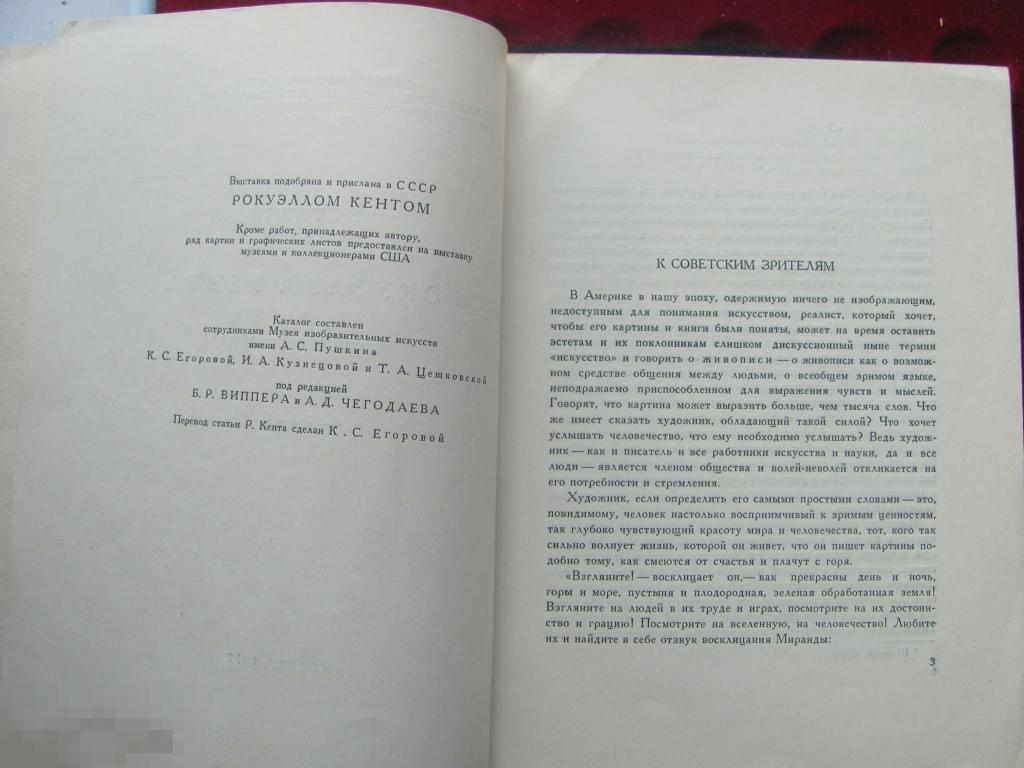 Выставка подобрана и прислана в СССР
РОКУЭЛЛОМ КЕНТОМ
Кроме работ, принадлежащих автору,
ряд картин и графических листов предоставлен на выставку
музеями и коллекционерами США
Каталог составлен
сотрудниками Музея изобразительных искусств
имени А. С. Пушкина
К. С. Егоровой, И. А. Кузнецовой и Т. А. Цешковской
под редакцией
Б. Р. ВИППЕРА и А. Д. ЧЕГОДАЕВА
Перевод статьи Р. Кента сделан К. С. Егоровой
К СОВЕТСКИМ ЗРИТЕЛЯМ
В Америке в нашу эпоху, одержимую ничего не изображающим,
недоступным для понимания искусством, реалист, который хочет,
чтобы его картины и книги были поняты, может на время оставить
эстетам и их поклонникам слишком дискуссионный ныне термин
«искусство» и говорить о живописи — о живописи как о возмож-
ном средстве общения между людьми, о всеобщем зримом языке,
неподражаемо приспособленном для выражения чувств и мыслей.
Говорят, что картина может выразить больше, чем тысяча слов. Что
же имеет сказать художник, обладающий такой силой? Что хочет
услышать человечество, что ему необходимо услышать? Ведь худож-
ник — как и писатель и все работники искусства и науки, да и все
люди — является членом общества и волей-неволей откликается на
его потребности и стремления.
Художник, если определить его самыми простыми словами — это,
повидимому, человек настолько восприимчивый к зримым ценностям,
так глубоко чувствующий красоту мира и человечества, тот, кого так
сильно волнует жизнь, которой он живет, что он пишет картины по-
добно тому, как смеются от счастья и плачут с горя.
«Взгляните! — восклицает он,— как прекрасны день и ночь,
горы и море, пустыня и плодородная, зеленая обработанная земля!
Взгляните на людей в их труде и играх, посмотрите на их достоин-
ство и грацию! Посмотрите на вселенную, на человечество! Любите
их и найдите в себе отзвук восклицания Миранды:
3